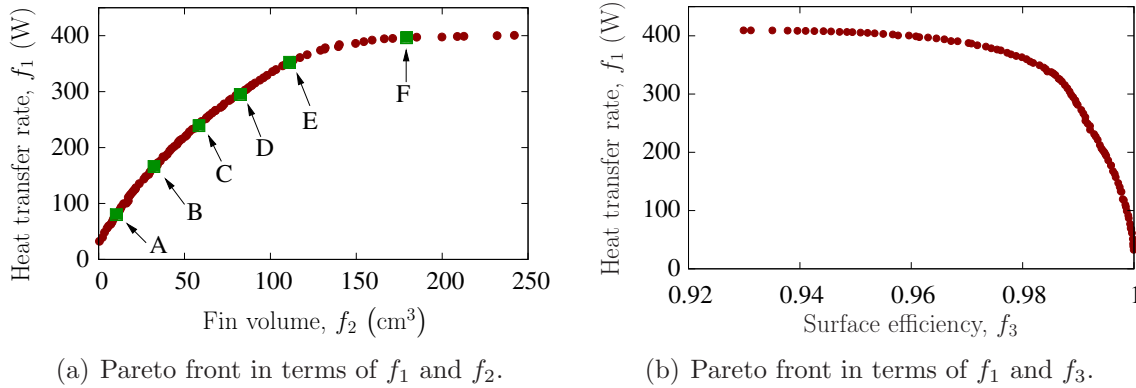 Heat transfer rate, f₁ (W)
400
300
200
100
0
A
B
C
D
E
F
0
50
100
150
200
250
Fin volume, f₂ (cm³)
(a) Pareto front in terms of f₁ and f₂.
Heat transfer rate, f₁ (W)
400
300
200
100
0
0.92
0.94
0.96
0.98
1
Surface efficiency, f₃
(b) Pareto front in terms of f₁ and f₃.